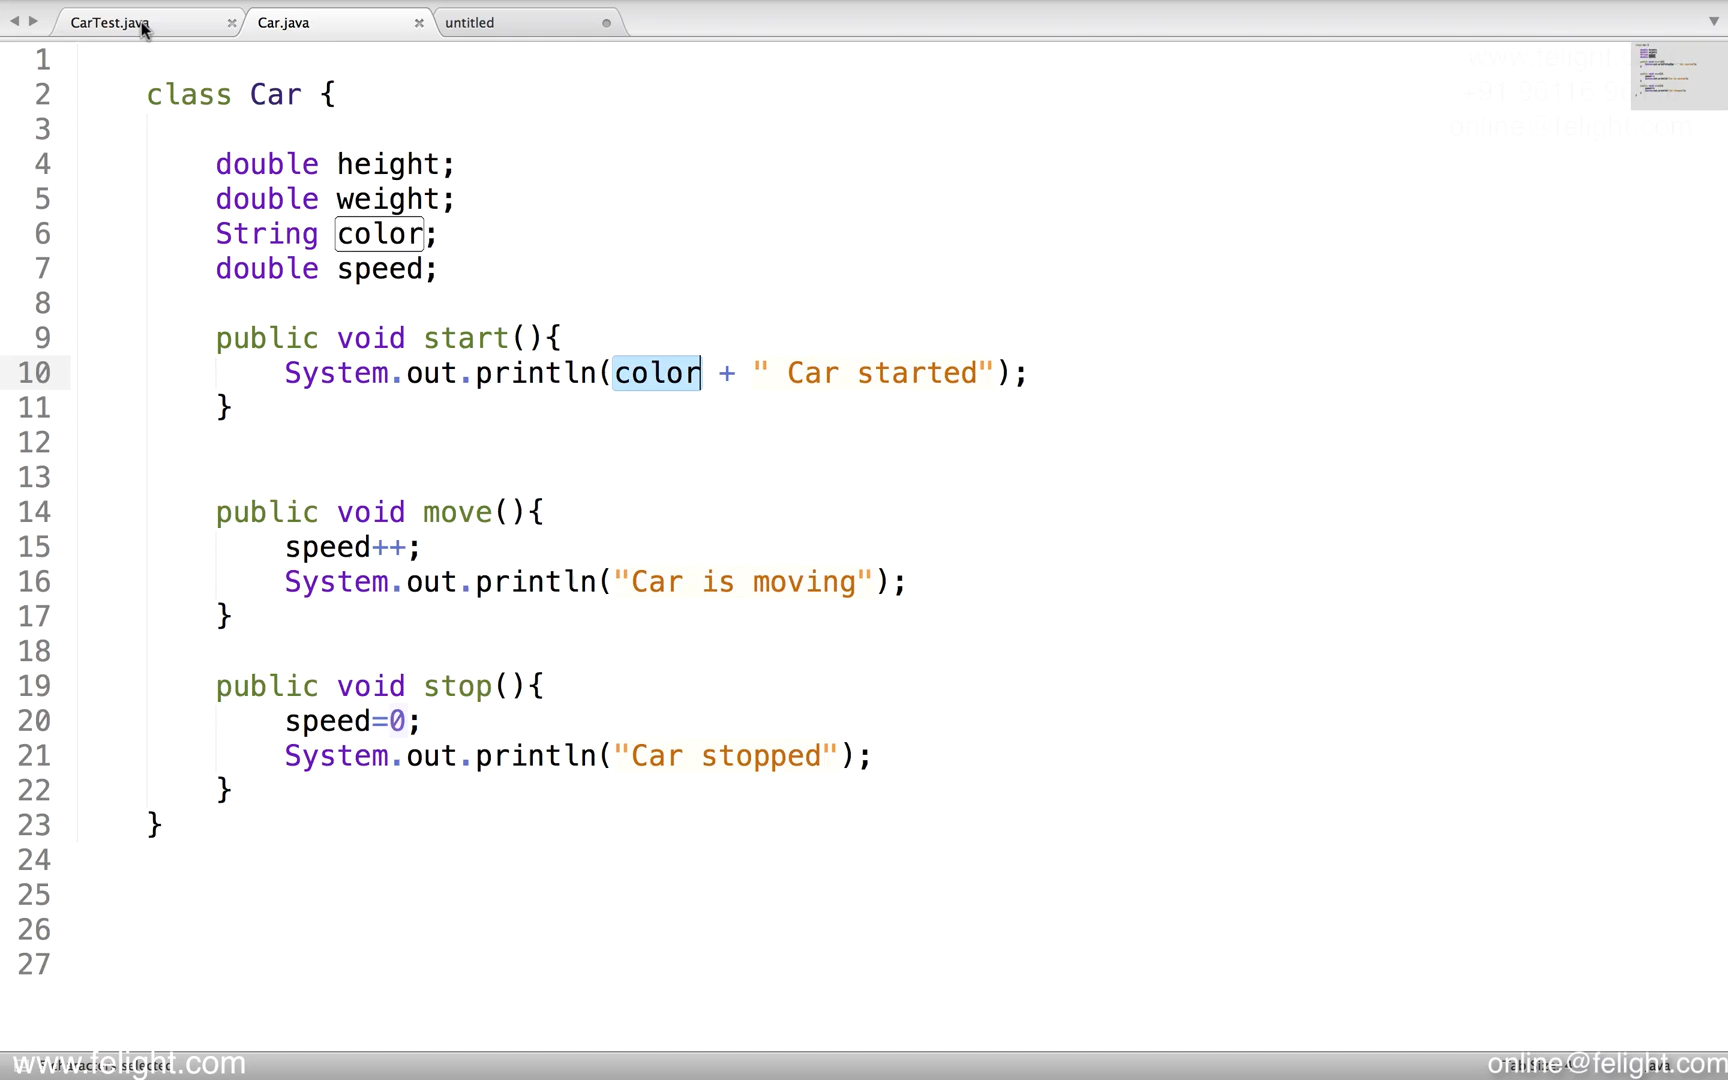 CarTest.java
Car.java
untitled
1
2 class Car {
3
4 double height;
5 double weight;
6 String color;
7 double speed;
8
9 public void start(){
10 System.out.println(color + " Car started");
11 }
12
13
14 public void move(){
15 speed++;
16 System.out.println("Car is moving");
17 }
18
19 public void stop(){
20 speed=0;
21 System.out.println("Car stopped");
22 }
23 }
24
25
26
27
www.felight.com
online@felight.com